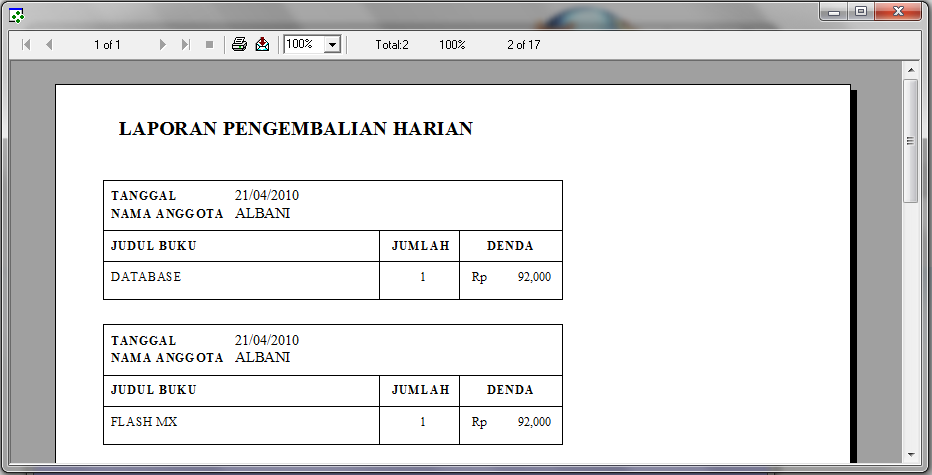 1 of 1 100% Total:2 100% 2 of 17
LAPORAN PENGEMBALIAN HARIAN
TANGGAL 21/04/2010
NAMA ANGGOTA ALBANI
JUDUL BUKU JUMLAH DENDA
DATABASE 1 Rp 92,000
TANGGAL 21/04/2010
NAMA ANGGOTA ALBANI
JUDUL BUKU JUMLAH DENDA
FLASH MX 1 Rp 92,000